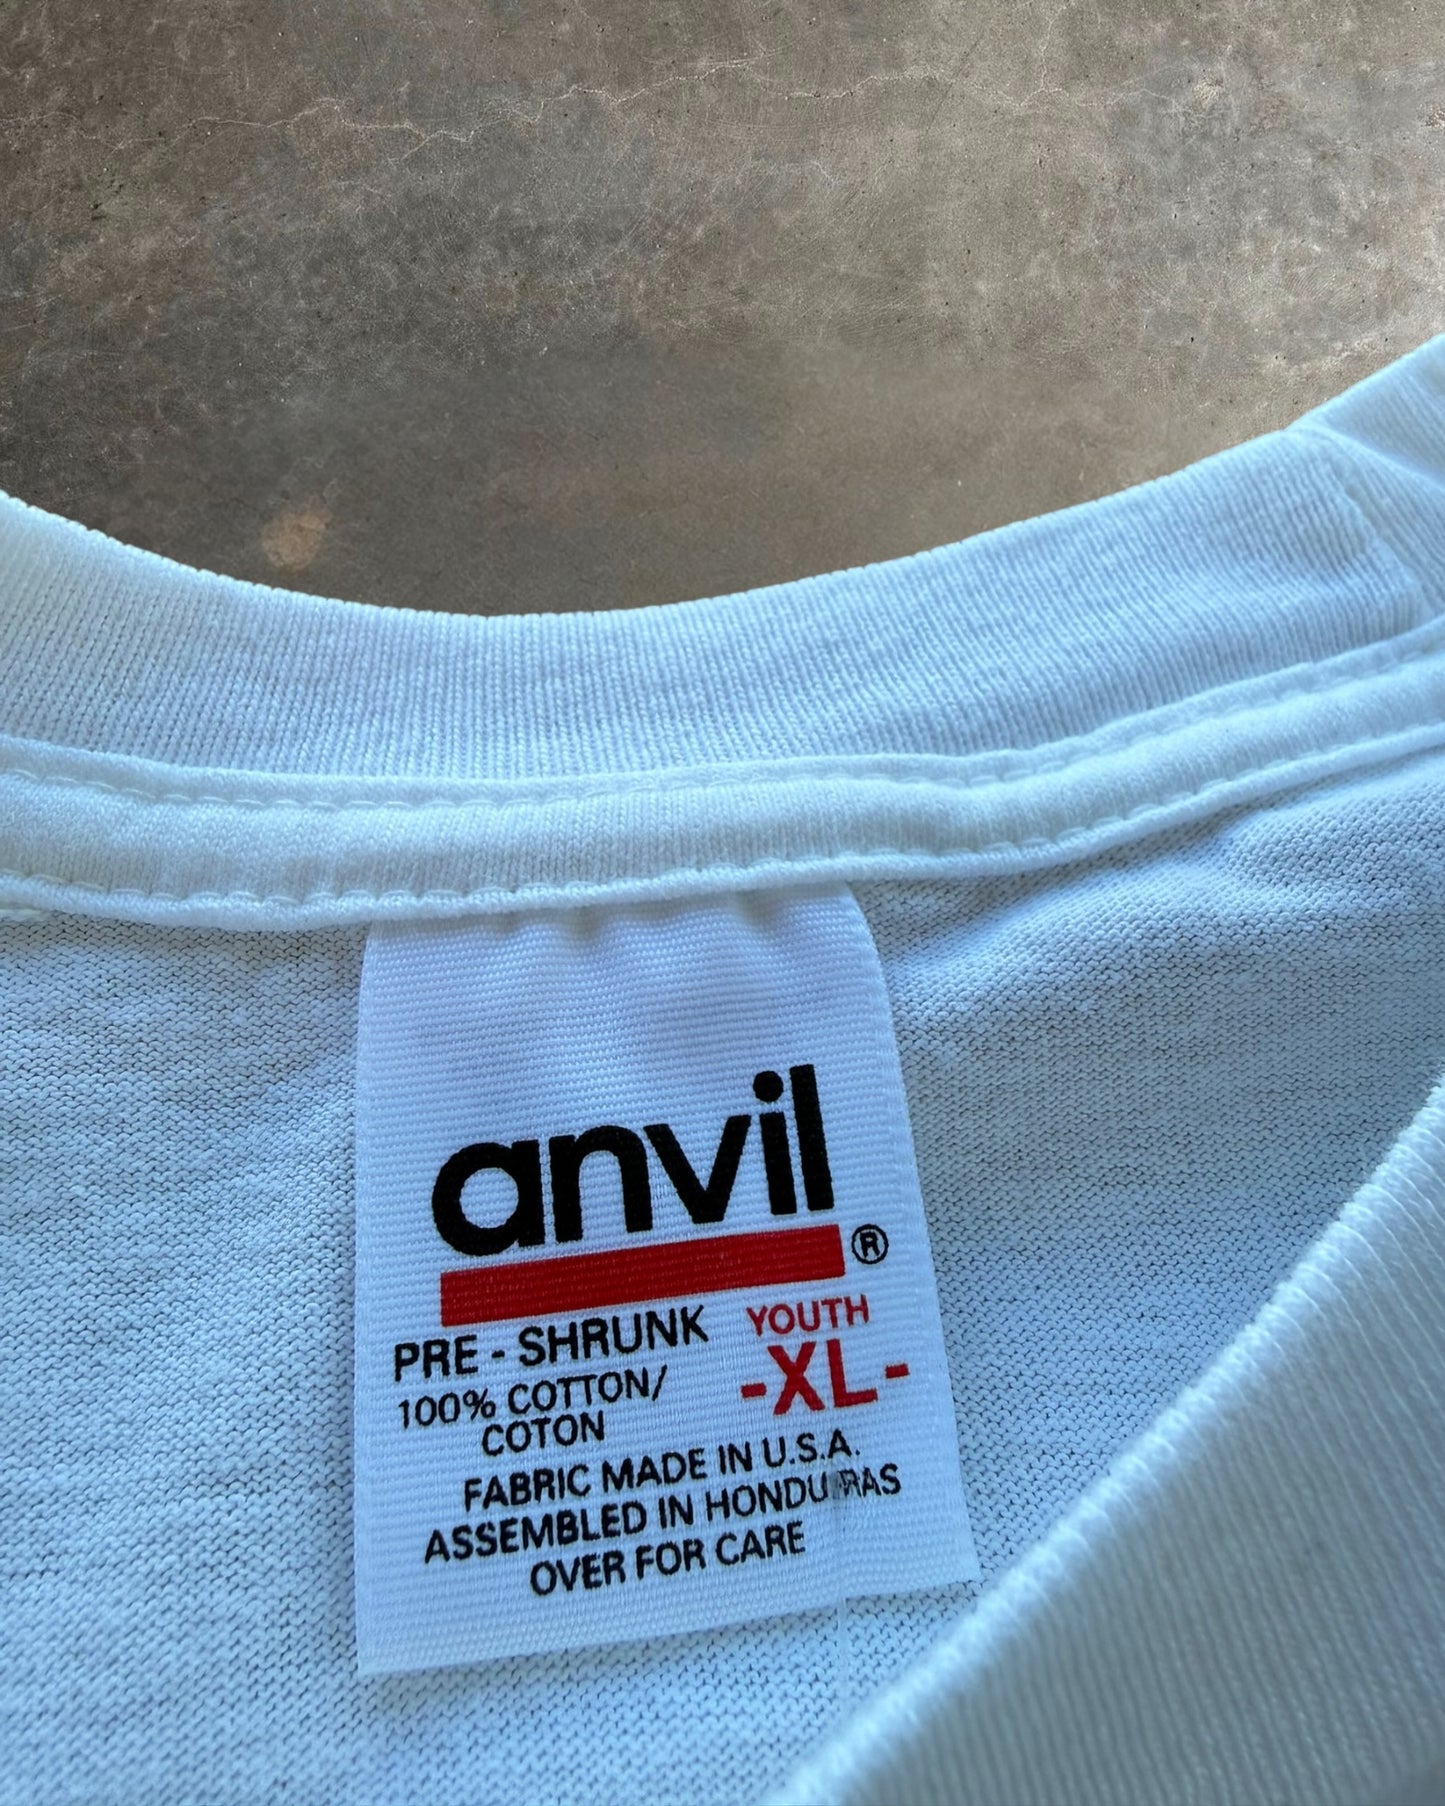 anvil®
PRE - SHRUNK YOUTH
100% COTTON/ -XL-
COTON
FABRIC MADE IN U.S.A.
ASSEMBLED IN HONDURAS
OVER FOR CARE